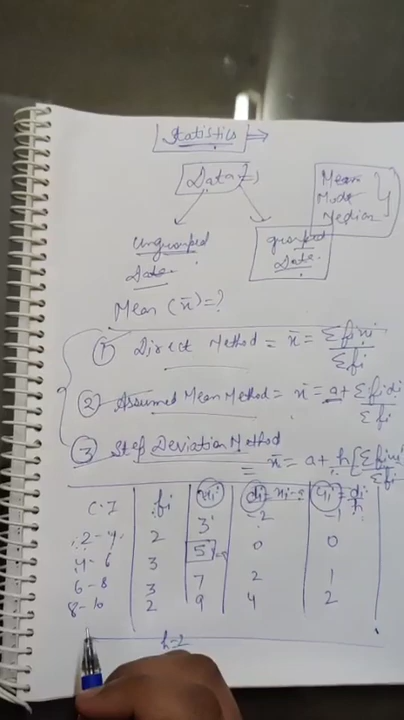 Statistics ⇒
Data ⇒
Mean
Mode
Median
ungrouped
Data
grouped
Data
Mean (x̄) = ?
① Direct Method = x̄ = Σfixi/Σfi
② Assumed Mean Method = x̄ = a + Σfidi/Σfi
③ Step Deviation Method
= x̄ = a + h[Σfiui/Σfi
C.I fi xi di = xi - a ui = di/h
2-4 2 3 -2 -1
4-6 3 5 0 0
6-8 3 7 2 1
8-10 2 9 4 2
h=2